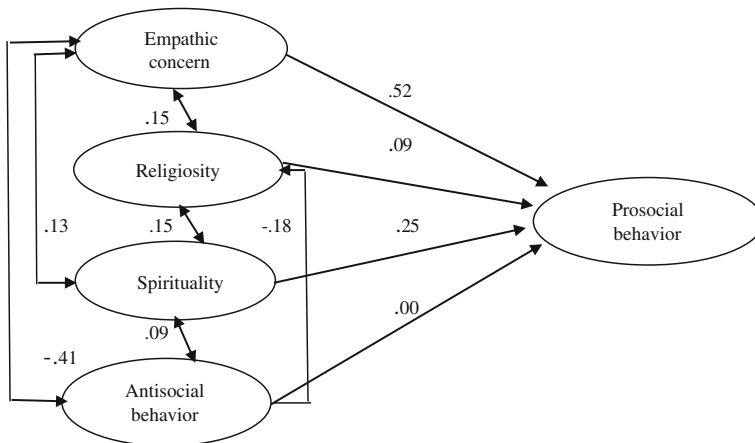 Empathic
concern
.52
.15
.09
Religiosity
Prosocial
behavior
.13
.15
-.18
.25
Spirituality
.00
.09
-.41
Antisocial
behavior